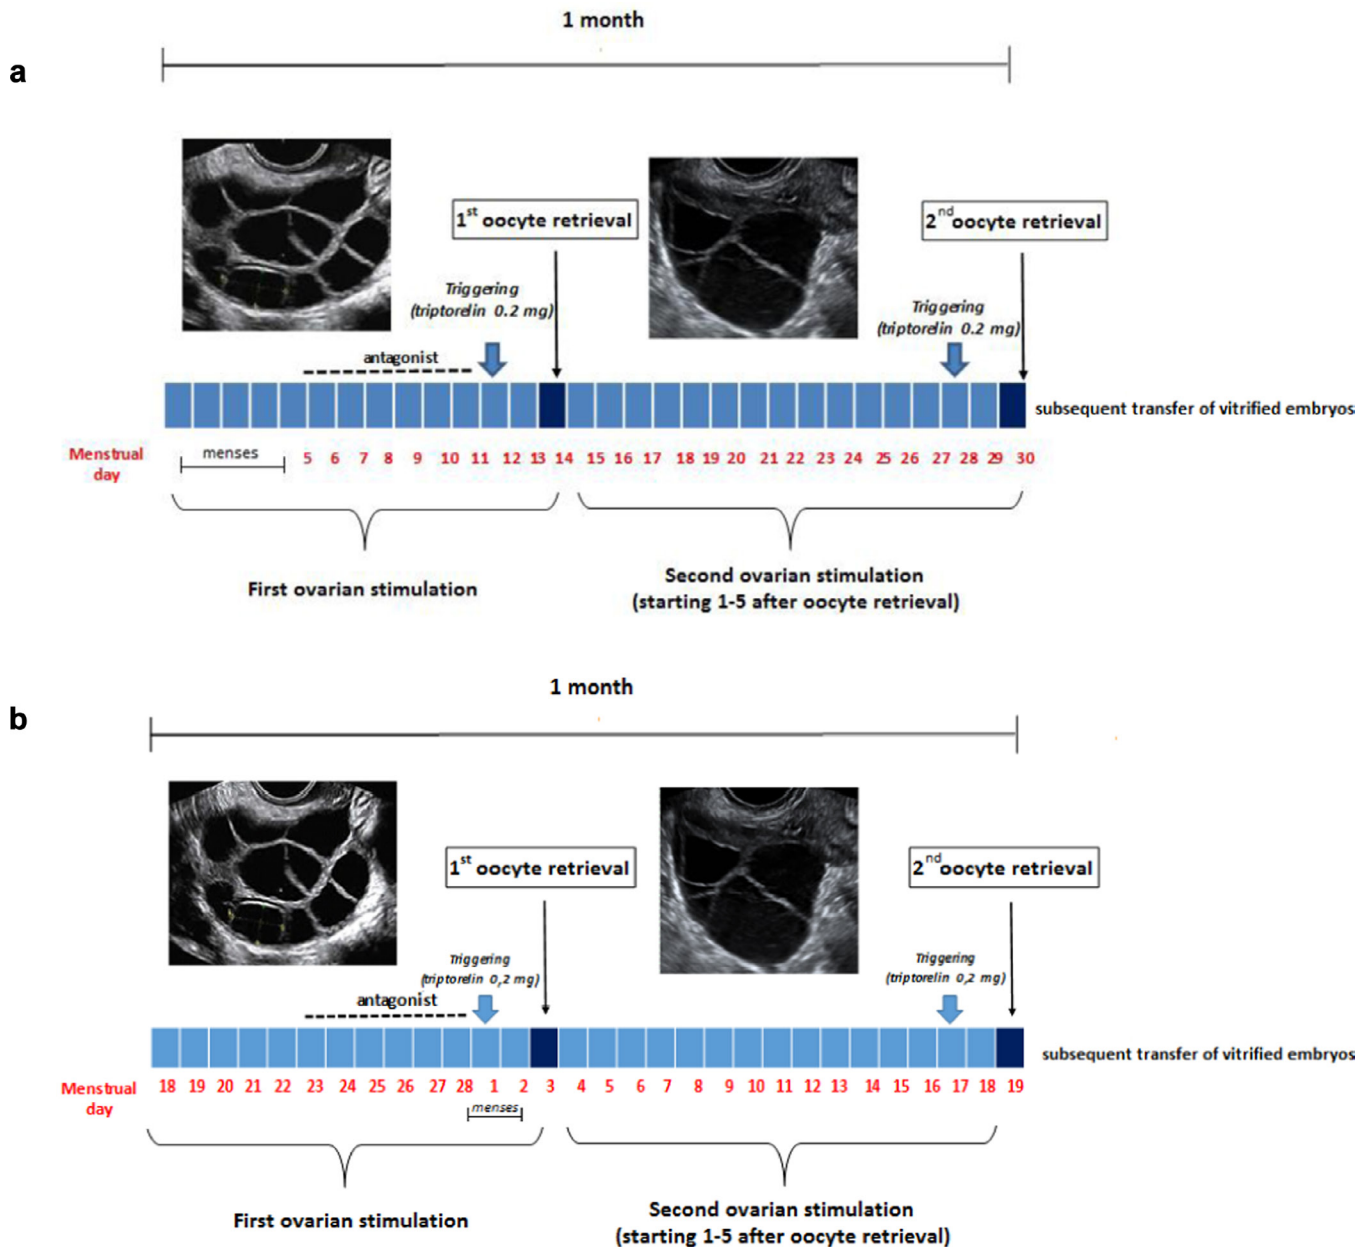 1 month
a
1st oocyte retrieval
2nd oocyte retrieval
Triggering
(triptorelin 0.2 mg)
Triggering
(triptorelin 0.2 mg)
antagonist
subsequent transfer of vitrified embryos
Menstrual
day
menses
5 6 7 8 9 10 11 12 13 14 15 16 17 18 19 20 21 22 23 24 25 26 27 28 29 30
First ovarian stimulation
Second ovarian stimulation
(starting 1-5 after oocyte retrieval)
1 month
b
1st oocyte retrieval
2nd oocyte retrieval
Triggering
(triptorelin 0,2 mg)
Triggering
(triptorelin 0,2 mg)
antagonist
subsequent transfer of vitrified embryos
Menstrual
day
18 19 20 21 22 23 24 25 26 27 28 1 2 3 4 5 6 7 8 9 10 11 12 13 14 15 16 17 18 19
menses
First ovarian stimulation
Second ovarian stimulation
(starting 1-5 after oocyte retrieval)